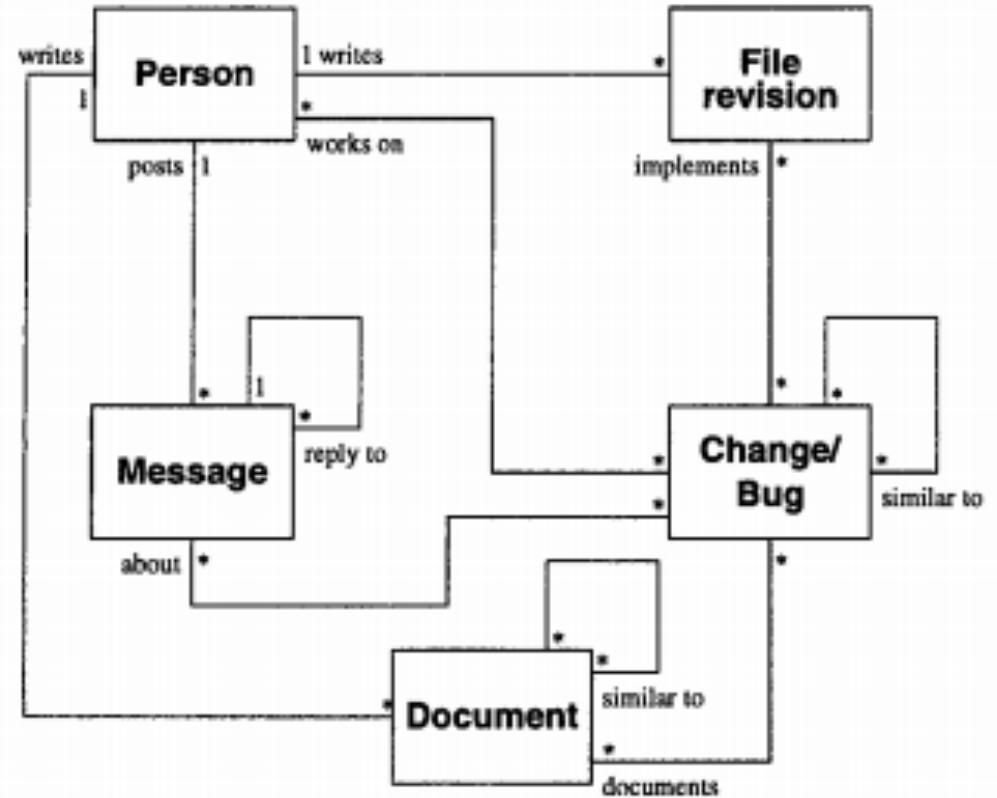 writes
Person
1 writes
*
File
revision
1
*
works on
posts 1
implements *
*
1
*
reply to
*
*
Message
*
Change/
Bug
*
*
similar to
about *
*
*
*
similar to
*
Document
*
documents